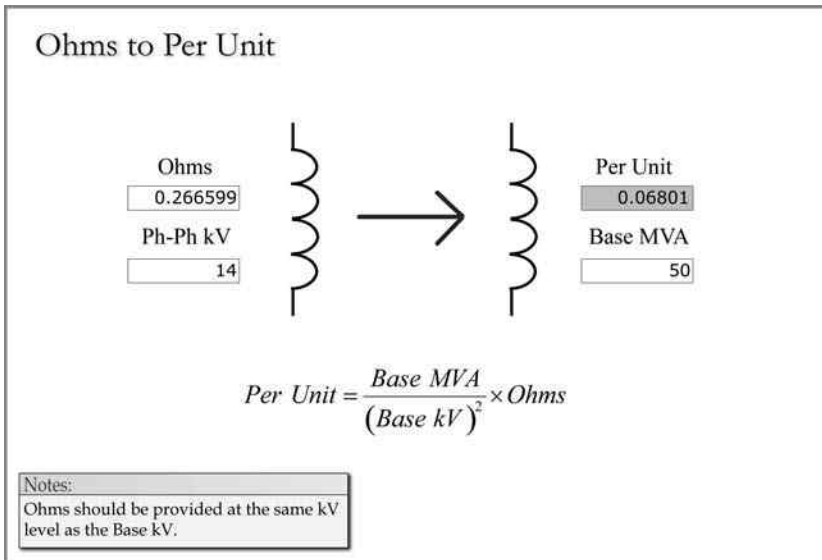 Ohms to Per Unit
Ohms
0.266599
Ph-Ph kV
14
Per Unit
0.06801
Base MVA
50
Per Unit = Base MVA / (Base kV)² × Ohms
Notes:
Ohms should be provided at the same kV
level as the Base kV.